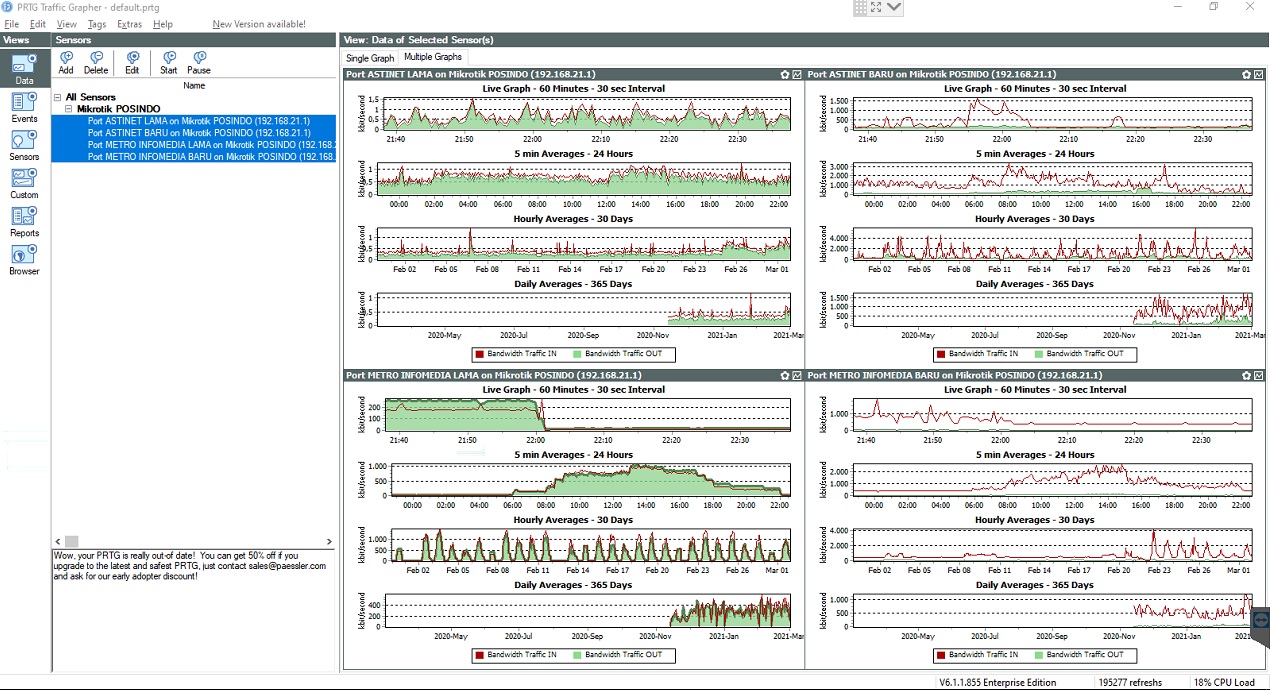 PRTG Traffic Grapher - default.prtg
File Edit View Tags Extras Help New Version available!
Views
Data
Events
Sensors
Custom
Reports
Browser
Sensors
Add Delete Edit Start Pause
Name
All Sensors
Mikrotik POSINDO
Port ASTINET LAMA on Mikrotik POSINDO (192.168.21.1)
Port ASTINET BARU on Mikrotik POSINDO (192.168.21.1)
Port METRO INFOMEDIA LAMA on Mikrotik POSINDO (192.168.2
Port METRO INFOMEDIA BARU on Mikrotik POSINDO (192.168.
Wow, your PRTG is really out-of date! You can get 50% off if you
upgrade to the latest and safest PRTG, just contact sales@paessler.com
and ask for our early adopter discount!
View: Data of Selected Sensor(s)
Single Graph Multiple Graphs
Port ASTINET LAMA on Mikrotik POSINDO (192.168.21.1)
Live Graph - 60 Minutes - 30 sec Interval
kbit/second
1,5
1
0,5
0
21:40 21:50 22:00 22:10 22:20 22:30
5 min Averages - 24 Hours
kbit/second
1
0,5
0
00:00 02:00 04:00 06:00 08:00 10:00 12:00 14:00 16:00 18:00 20:00 22:00
Hourly Averages - 30 Days
kbit/second
1
0,5
0
Feb 02 Feb 05 Feb 08 Feb 11 Feb 14 Feb 17 Feb 20 Feb 23 Feb 26 Mar 01
Daily Averages - 365 Days
kbit/second
1
0,5
0
2020-May 2020-Jul 2020-Sep 2020-Nov 2021-Jan 2021-Mar
Bandwidth Traffic IN Bandwidth Traffic OUT
Port ASTINET BARU on Mikrotik POSINDO (192.168.21.1)
Live Graph - 60 Minutes - 30 sec Interval
kbit/second
1.500
1.000
500
0
21:40 21:50 22:00 22:10 22:20 22:30
5 min Averages - 24 Hours
kbit/second
3.000
2.000
1.000
0
00:00 02:00 04:00 06:00 08:00 10:00 12:00 14:00 16:00 18:00 20:00 22:00
Hourly Averages - 30 Days
kbit/second
4.000
2.000
0
Feb 02 Feb 05 Feb 08 Feb 11 Feb 14 Feb 17 Feb 20 Feb 23 Feb 26 Mar 01
Daily Averages - 365 Days
kbit/second
1.500
1.000
500
0
2020-May 2020-Jul 2020-Sep 2020-Nov 2021-Jan 2021-Mar
Bandwidth Traffic IN Bandwidth Traffic OUT
Port METRO INFOMEDIA LAMA on Mikrotik POSINDO (192.168.21.1)
Live Graph - 60 Minutes - 30 sec Interval
kbit/second
200
100
0
21:40 21:50 22:00 22:10 22:20 22:30
5 min Averages - 24 Hours
kbit/second
1.000
500
0
00:00 02:00 04:00 06:00 08:00 10:00 12:00 14:00 16:00 18:00 20:00 22:00
Hourly Averages - 30 Days
kbit/second
1.000
500
0
Feb 02 Feb 05 Feb 08 Feb 11 Feb 14 Feb 17 Feb 20 Feb 23 Feb 26 Mar 01
Daily Averages - 365 Days
kbit/second
400
200
0
2020-May 2020-Jul 2020-Sep 2020-Nov 2021-Jan 2021-Mar
Bandwidth Traffic IN Bandwidth Traffic OUT
Port METRO INFOMEDIA BARU on Mikrotik POSINDO (192.168.21.1)
Live Graph - 60 Minutes - 30 sec Interval
kbit/second
1.000
0
21:40 21:50 22:00 22:10 22:20 22:30
5 min Averages - 24 Hours
kbit/second
2.000
1.000
0
00:00 02:00 04:00 06:00 08:00 10:00 12:00 14:00 16:00 18:00 20:00 22:00
Hourly Averages - 30 Days
kbit/second
4.000
2.000
0
Feb 02 Feb 05 Feb 08 Feb 11 Feb 14 Feb 17 Feb 20 Feb 23 Feb 26 Mar 01
Daily Averages - 365 Days
kbit/second
1.000
500
0
2020-May 2020-Jul 2020-Sep 2020-Nov 2021-Jan 2021
Bandwidth Traffic IN Bandwidth Traffic OUT
V6.1.1.855 Enterprise Edition 195277 refreshs 18% CPU Load